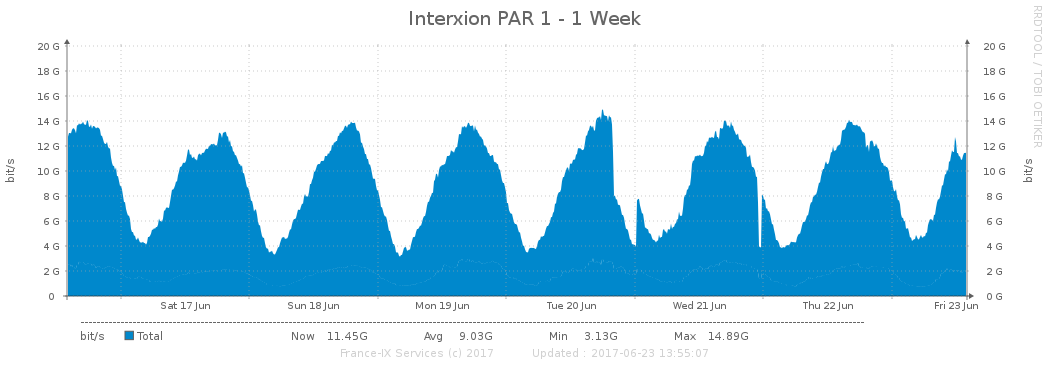 Interxion PAR 1 - 1 Week
RRDTOOL / TOBI OETIKER
bit/s
bit/s
20 G 20 G
18 G 18 G
16 G 16 G
14 G 14 G
12 G 12 G
10 G 10 G
8 G 8 G
6 G 6 G
4 G 4 G
2 G 2 G
0 0 G
Sat 17 Jun Sun 18 Jun Mon 19 Jun Tue 20 Jun Wed 21 Jun Thu 22 Jun Fri 23 Jun
bit/s Total Now 11.45G Avg 9.03G Min 3.13G Max 14.89G
France-IX Services (c) 2017 Updated : 2017-06-23 13:55:07